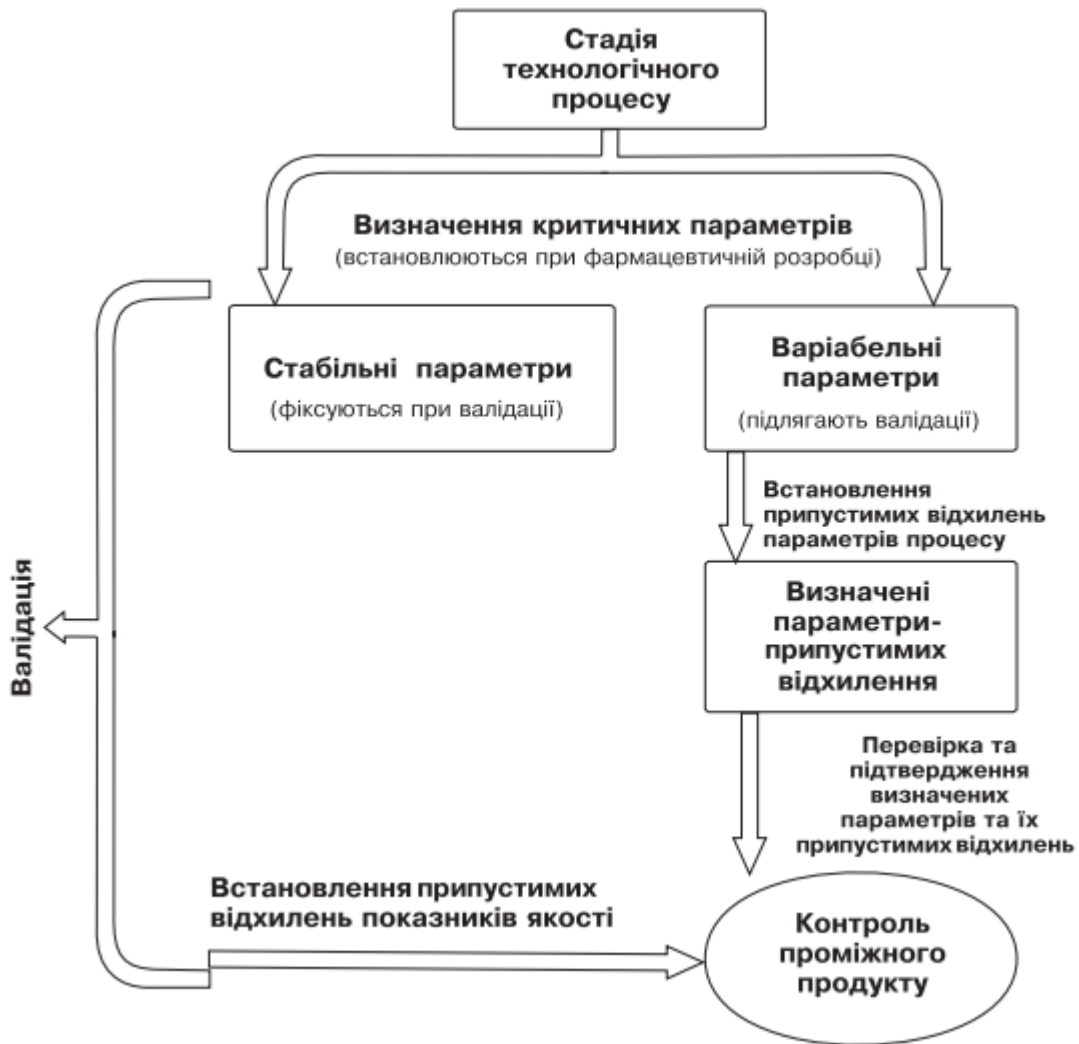 Стадія
технологічного
процесу
Визначення критичних параметрів
(встановлюються при фармацевтичній розробці)
Стабільні параметри
(фіксуються при валідації)
Варіабельні
параметри
(підлягають валідації)
Встановлення
припустимих відхилень
параметрів процесу
Валідація
Визначені
параметри-
припустимих
відхилення
Перевірка та
підтвердження
визначених
параметрів та їх
припустимих відхилень
Встановлення припустимих
відхилень показників якості
Контроль
проміжного
продукту